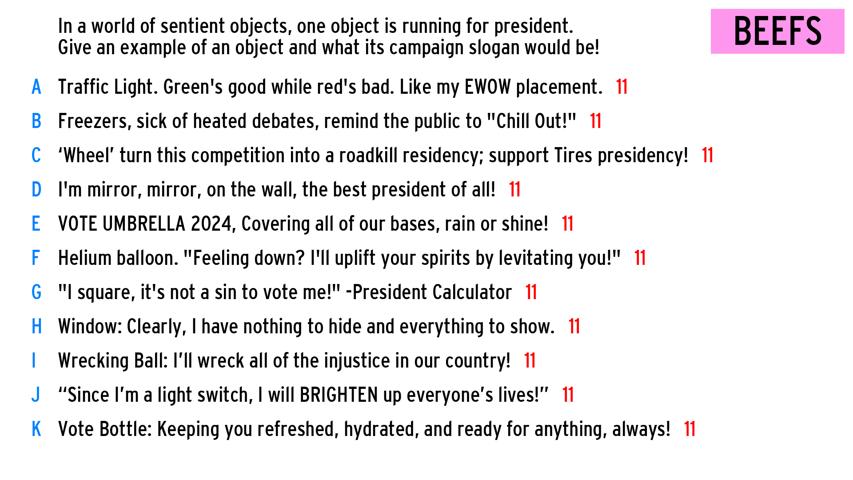 In a world of sentient objects, one object is running for president.
Give an example of an object and what its campaign slogan would be!
BEEFS
A Traffic Light. Green's good while red's bad. Like my EWOW placement. 11
B Freezers, sick of heated debates, remind the public to "Chill Out!" 11
C ‘Wheel’ turn this competition into a roadkill residency; support Tires presidency! 11
D I'm mirror, mirror, on the wall, the best president of all! 11
E VOTE UMBRELLA 2024, Covering all of our bases, rain or shine! 11
F Helium balloon. "Feeling down? I'll uplift your spirits by levitating you!" 11
G "I square, it's not a sin to vote me!" -President Calculator 11
H Window: Clearly, I have nothing to hide and everything to show. 11
I Wrecking Ball: I’ll wreck all of the injustice in our country! 11
J “Since I’m a light switch, I will BRIGHTEN up everyone’s lives!” 11
K Vote Bottle: Keeping you refreshed, hydrated, and ready for anything, always! 11